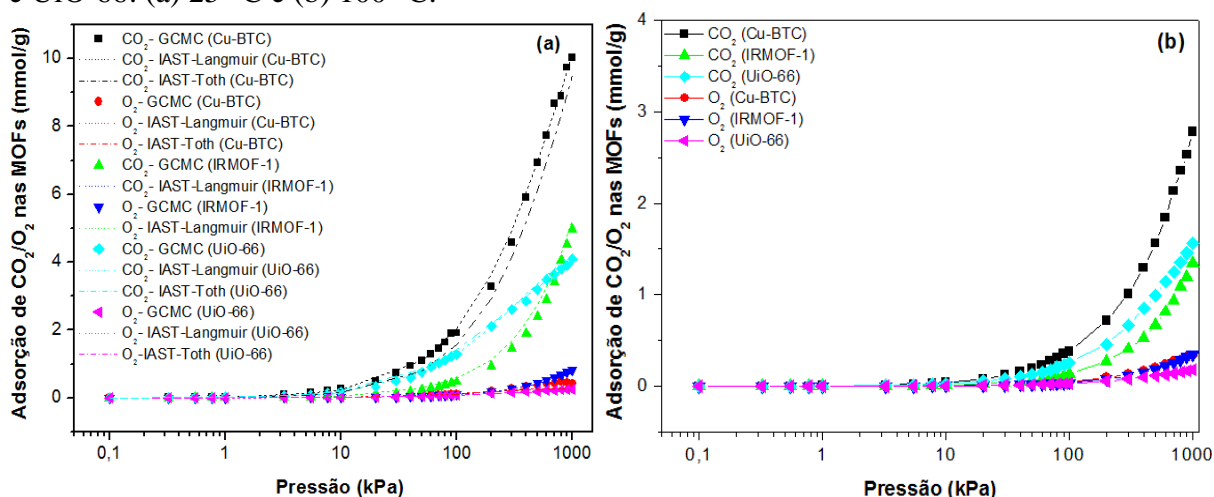 e UiO-66: (a) 25 °C e (b) 100 °C.
Adsorção de CO₂/O₂ nas MOFs (mmol/g)
10
8
6
4
2
0
(a)
CO₂- GCMC (Cu-BTC)
CO₂- IAST-Langmuir (Cu-BTC)
CO₂- IAST-Toth (Cu-BTC)
O₂- GCMC (Cu-BTC)
O₂- IAST-Langmuir (Cu-BTC)
O₂- IAST-Toth (Cu-BTC)
CO₂- GCMC (IRMOF-1)
CO₂- IAST-Langmuir (IRMOF-1)
O₂- GCMC (IRMOF-1)
O₂- IAST-Langmuir (IRMOF-1)
CO₂- GCMC (UiO-66)
CO₂- IAST-Langmuir (UiO-66)
CO₂- IAST-Toth (UiO-66)
O₂- GCMC (UiO-66)
O₂- IAST-Langmuir (UiO-66)
O₂-IAST-Toth (UiO-66)
0,1 1 10 100 1000
Pressão (kPa)
Adsorção de CO₂/O₂ nas MOFs (mmol/g)
4
3
2
1
0
(b)
CO₂ (Cu-BTC)
CO₂ (IRMOF-1)
CO₂ (UiO-66)
O₂ (Cu-BTC)
O₂ (IRMOF-1)
O₂ (UiO-66)
0,1 1 10 100 1000
Pressão (kPa)